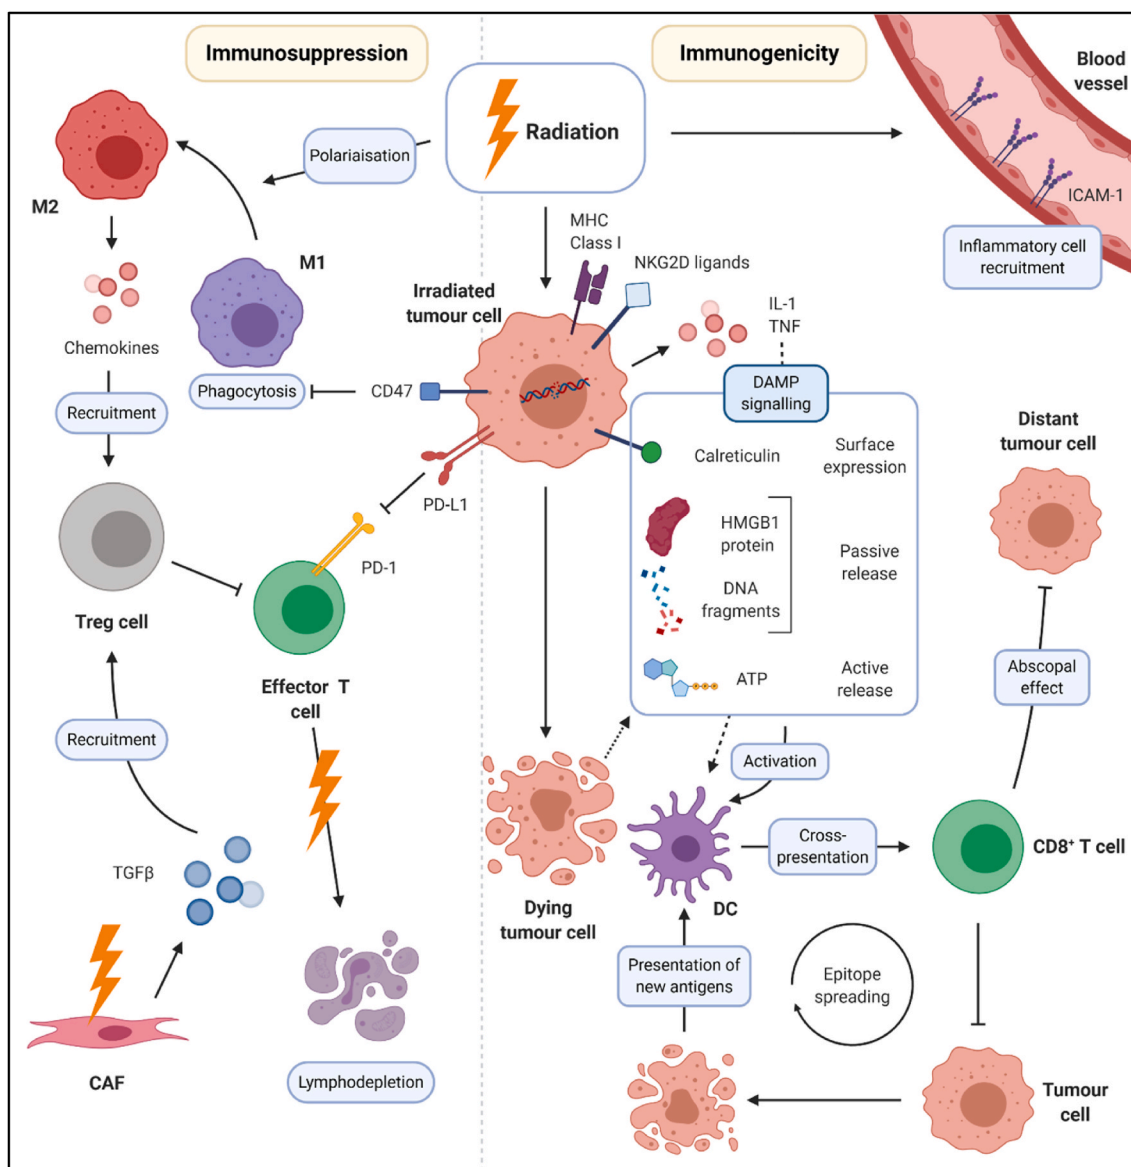 Immunosuppression
Immunogenicity
Blood
vessel
Radiation
Polariaisation
ICAM-1
M2
MHC
Class I
Inflammatory cell
recruitment
M1
NKG2D ligands
Irradiated
tumour cell
IL-1
TNF
Chemokines
Phagocytosis
CD47
DAMP
signalling
Recruitment
Distant
tumour cell
Calreticulin
Surface
expression
PD-L1
HMGB1
protein
PD-1
Passive
release
DNA
fragments
Treg cell
Effector T
cell
ATP
Active
release
Abscopal
effect
Recruitment
Activation
Cross-
presentation
CD8⁺ T cell
TGFβ
Dying
tumour cell
DC
Presentation of
new antigens
Epitope
spreading
CAF
Lymphodepletion
Tumour
cell